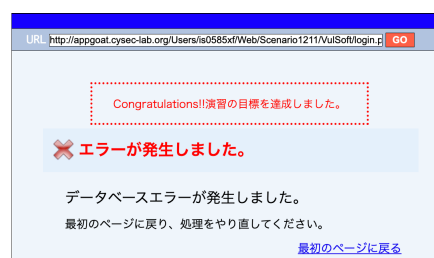 URL http://appgoat.cysec-lab.org/Users/is0585xf/Web/Scenario1211/VulSoft/login.p GO
Congratulations!!演習の目標を達成しました。
エラーが発生しました。
データベースエラーが発生しました。
最初のページに戻り、処理をやり直してください。
最初のページに戻る